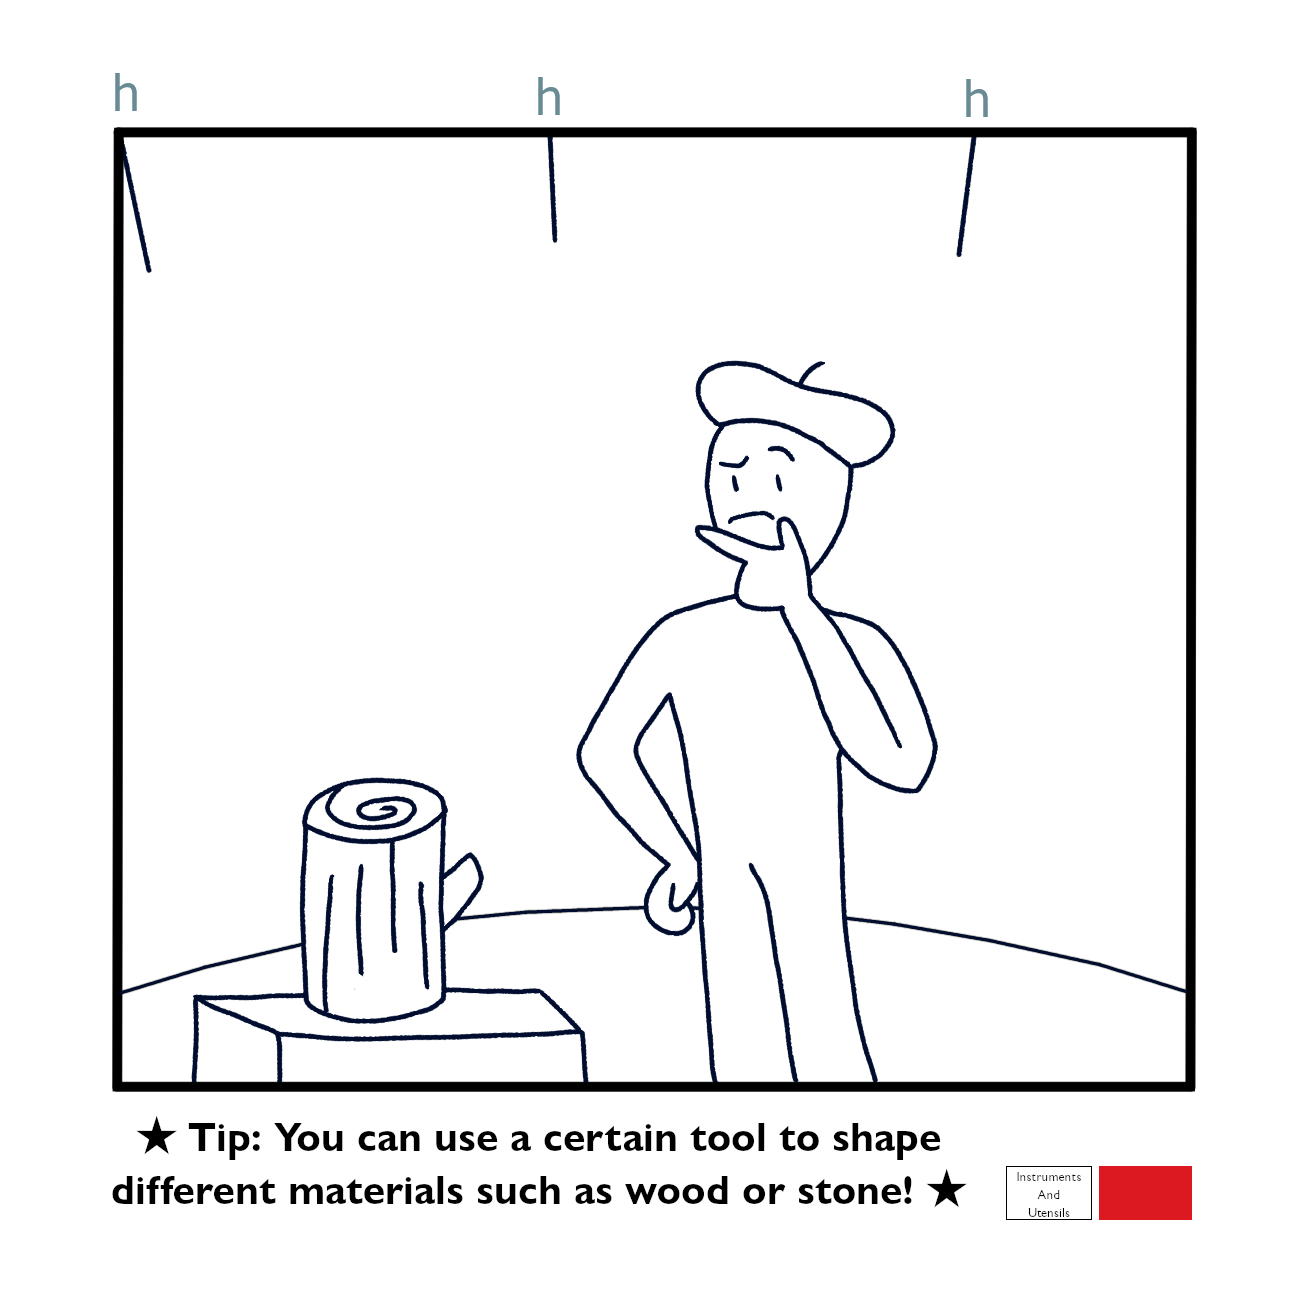 h h h
★ Tip: You can use a certain tool to shape
different materials such as wood or stone! ★
Instruments
And
Utensils